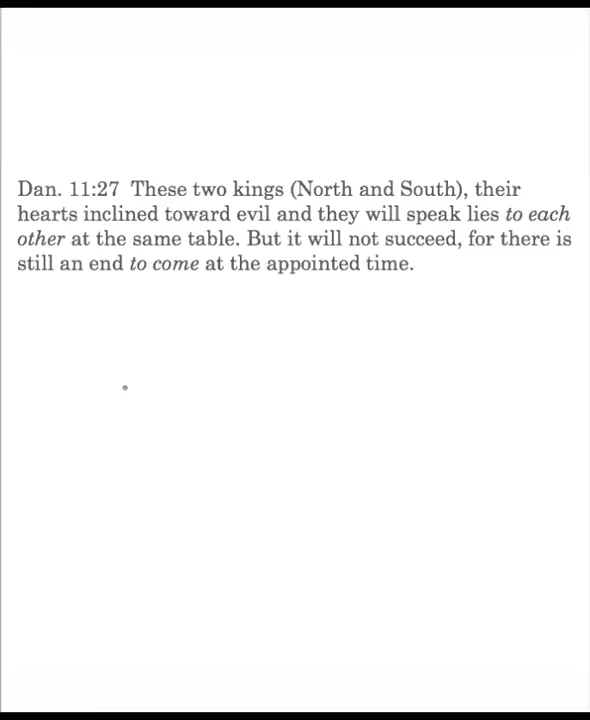 Dan. 11:27  These two kings (North and South), their
hearts inclined toward evil and they will speak lies to each
other at the same table. But it will not succeed, for there is
still an end to come at the appointed time.